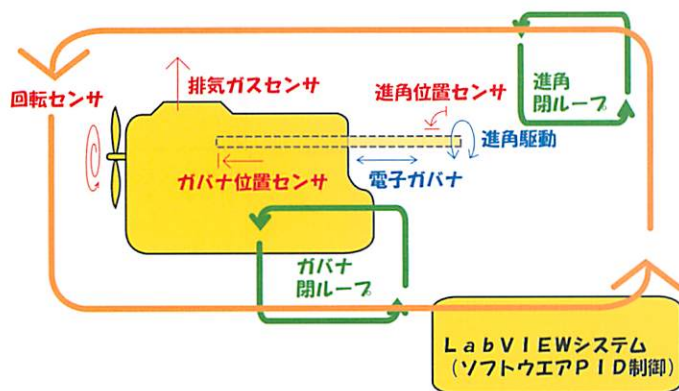 回転センサ
排気ガスセンサ
進角位置センサ
進角
閉ループ
進角駆動
ガバナ位置センサ
電子ガバナ
ガバナ
閉ループ
LabVIEWシステム
(ソフトウエアPID制御)